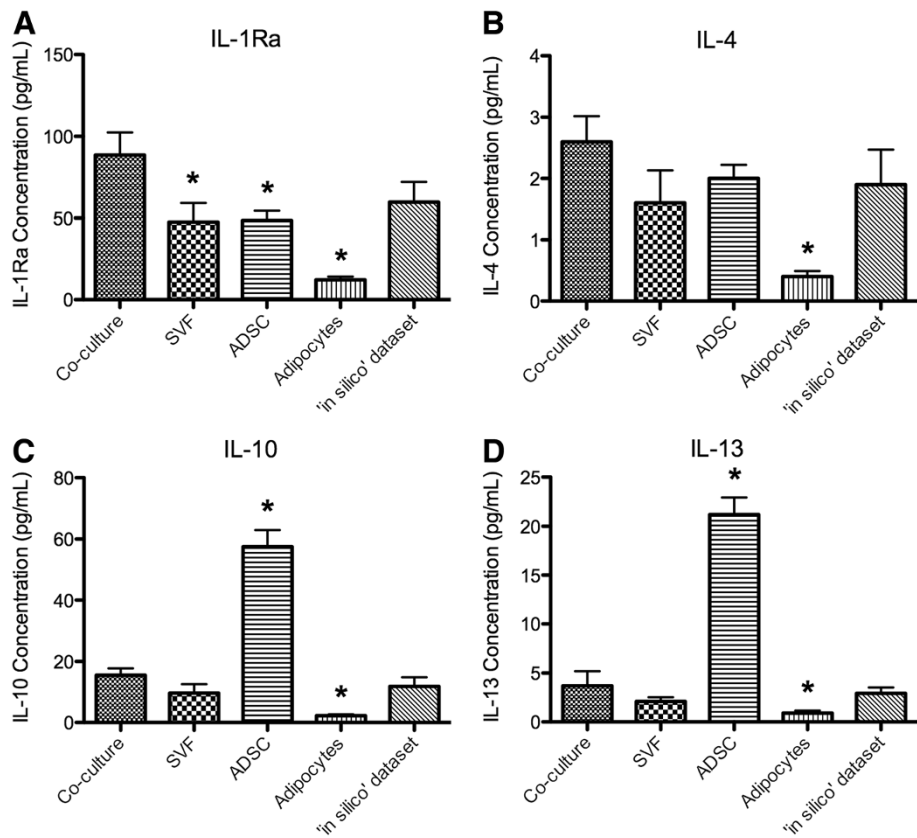 A
IL-1Ra
IL-1Ra Concentration (pg/mL)
150
100
50
0
*
*
*
Co-culture
SVF
ADSC
Adipocytes
'in silico' dataset
B
IL-4
IL-4 Concentration (pg/mL)
4
3
2
1
0
*
Co-culture
SVF
ADSC
Adipocytes
'in silico' dataset
C
IL-10
IL-10 Concentration (pg/mL)
80
60
40
20
0
*
*
Co-culture
SVF
ADSC
Adipocytes
'in silico' dataset
D
IL-13
IL-13 Concentration (pg/mL)
25
20
15
10
5
0
*
*
Co-culture
SVF
ADSC
Adipocytes
'in silico' dataset